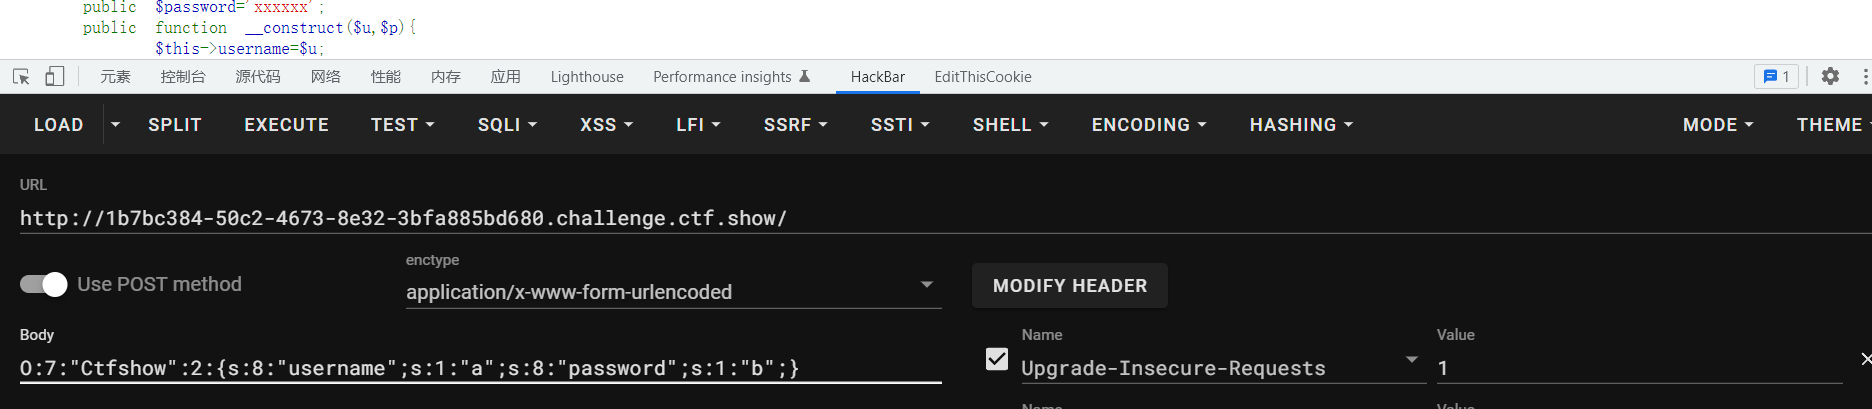 public $password='xxxxxx';
public function __construct($u,$p){
$this->username=$u;
元素 控制台 源代码 网络 性能 内存 应用 Lighthouse Performance insights HackBar EditThisCookie 1
LOAD SPLIT EXECUTE TEST SQLI XSS LFI SSRF SSTI SHELL ENCODING HASHING MODE THEME
URL
http://1b7bc384-50c2-4673-8e32-3bfa885bd680.challenge.ctf.show/
enctype
Use POST method application/x-www-form-urlencoded MODIFY HEADER
Body Name Value
O:7:"Ctfshow":2:{s:8:"username";s:1:"a";s:8:"password";s:1:"b";} Upgrade-Insecure-Requests 1
Name Value